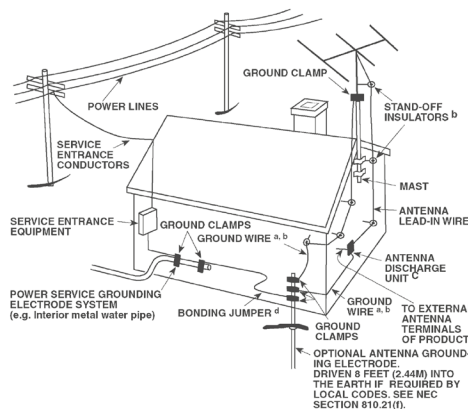 GROUND CLAMP
POWER LINES
STAND-OFF
INSULATORS b
SERVICE
ENTRANCE
CONDUCTORS
MAST
ANTENNA
LEAD-IN WIRE
SERVICE ENTRANCE
EQUIPMENT
GROUND CLAMPS
GROUND WIRE a, b
ANTENNA
DISCHARGE
UNIT C
POWER SERVICE GROUNDING
ELECTRODE SYSTEM
(e.g. Interior metal water pipe)
BONDING JUMPER d
GROUND
CLAMPS
GROUND
WIRE a, b
TO EXTERNA
ANTENNA
TERMINALS
OF PRODUCT
OPTIONAL ANTENNA GROUND-
ING ELECTRODE.
DRIVEN 8 FEET (2.44M) INTO
THE EARTH IF REQUIRED BY
LOCAL CODES. SEE NEC
SECTION 810.21(f).